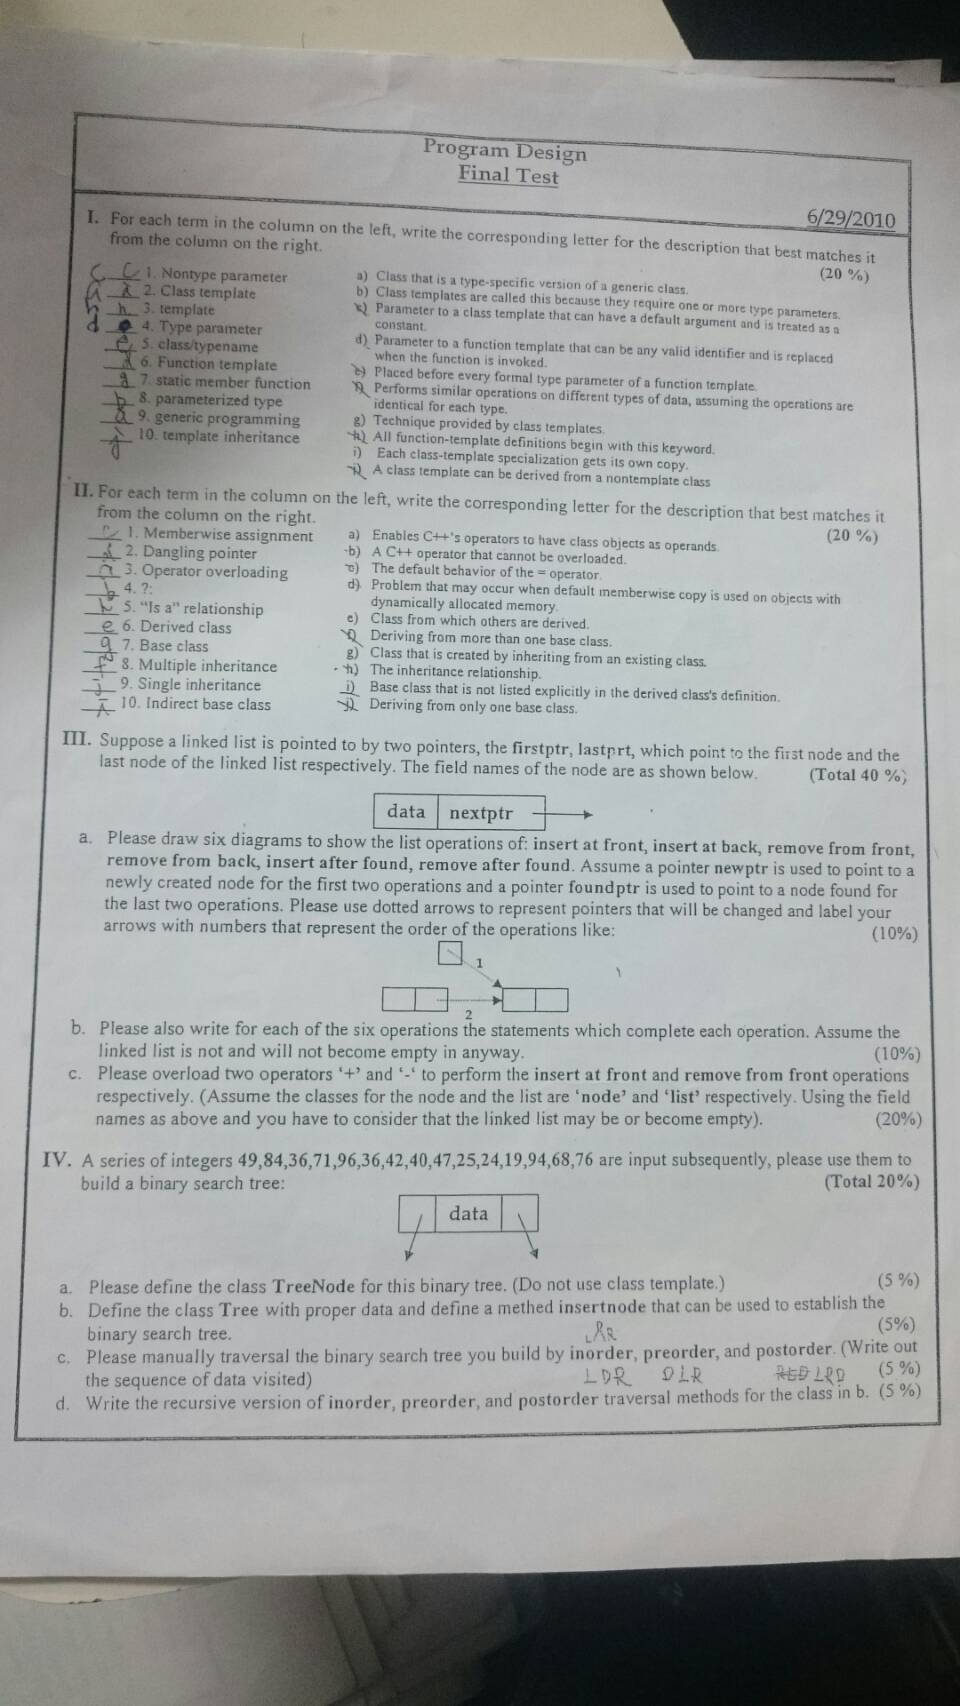 Program Design
Final Test
6/29/2010
I. For each term in the column on the left, write the corresponding letter for the description that best matches it
from the column on the right. (20 %)
C C 1. Nontype parameter
2. Class template
h h 3. template
d 4. Type parameter
e 5. class/typename
6. Function template
g 7. static member function
b 8. parameterized type
a 9. generic programming
j 10. template inheritance
a) Class that is a type-specific version of a generic class.
b) Class templates are called this because they require one or more type parameters.
c) Parameter to a class template that can have a default argument and is treated as a
constant.
d) Parameter to a function template that can be any valid identifier and is replaced
when the function is invoked.
e) Placed before every formal type parameter of a function template.
f) Performs similar operations on different types of data, assuming the operations are
identical for each type.
g) Technique provided by class templates.
h) All function-template definitions begin with this keyword.
i) Each class-template specialization gets its own copy.
j) A class template can be derived from a nontemplate class
II. For each term in the column on the left, write the corresponding letter for the description that best matches it
from the column on the right. (20 %)
c 1. Memberwise assignment
d 2. Dangling pointer
a 3. Operator overloading
b 4. ?:
h 5. "Is a" relationship
e 6. Derived class
g 7. Base class
f 8. Multiple inheritance
j 9. Single inheritance
i 10. Indirect base class
a) Enables C++'s operators to have class objects as operands.
b) A C++ operator that cannot be overloaded.
c) The default behavior of the = operator.
d) Problem that may occur when default memberwise copy is used on objects with
dynamically allocated memory.
e) Class from which others are derived.
f) Deriving from more than one base class.
g) Class that is created by inheriting from an existing class.
h) The inheritance relationship.
i) Base class that is not listed explicitly in the derived class's definition.
j) Deriving from only one base class.
III. Suppose a linked list is pointed to by two pointers, the firstptr, lastprt, which point to the first node and the
last node of the linked list respectively. The field names of the node are as shown below. (Total 40 %)
data nextptr
a. Please draw six diagrams to show the list operations of: insert at front, insert at back, remove from front,
remove from back, insert after found, remove after found. Assume a pointer newptr is used to point to a
newly created node for the first two operations and a pointer foundptr is used to point to a node found for
the last two operations. Please use dotted arrows to represent pointers that will be changed and label your
arrows with numbers that represent the order of the operations like: (10%)
1
2
b. Please also write for each of the six operations the statements which complete each operation. Assume the
linked list is not and will not become empty in anyway. (10%)
c. Please overload two operators '+' and '-' to perform the insert at front and remove from front operations
respectively. (Assume the classes for the node and the list are 'node' and 'list' respectively. Using the field
names as above and you have to consider that the linked list may be or become empty). (20%)
IV. A series of integers 49,84,36,71,96,36,42,40,47,25,24,19,94,68,76 are input subsequently, please use them to
build a binary search tree: (Total 20%)
data
a. Please define the class TreeNode for this binary tree. (Do not use class template.) (5 %)
b. Define the class Tree with proper data and define a methed insertnode that can be used to establish the
binary search tree. (5%)
c. Please manually traversal the binary search tree you build by inorder, preorder, and postorder. (Write out
the sequence of data visited) LDR DLR LRD (5 %)
d. Write the recursive version of inorder, preorder, and postorder traversal methods for the class in b. (5 %)